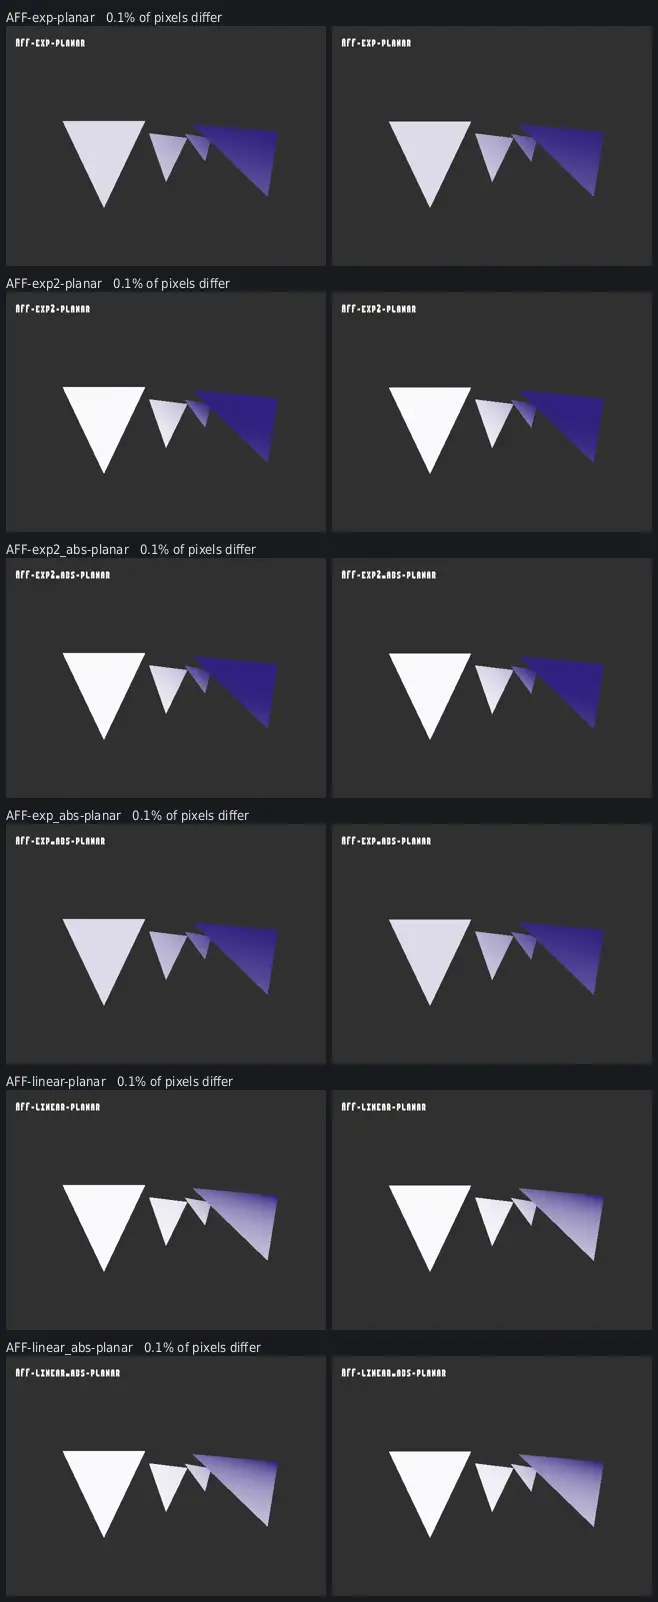 AFF-exp-planar 0.1% of pixels differ
AFF-EXP-PLANAR AFF-EXP-PLANAR
AFF-exp2-planar 0.1% of pixels differ
AFF-EXP2-PLANAR AFF-EXP2-PLANAR
AFF-exp2_abs-planar 0.1% of pixels differ
AFF-EXP2_ABS-PLANAR AFF-EXP2_ABS-PLANAR
AFF-exp_abs-planar 0.1% of pixels differ
AFF-EXP_ABS-PLANAR AFF-EXP_ABS-PLANAR
AFF-linear-planar 0.1% of pixels differ
AFF-LINEAR-PLANAR AFF-LINEAR-PLANAR
AFF-linear_abs-planar 0.1% of pixels differ
AFF-LINEAR_ABS-PLANAR AFF-LINEAR_ABS-PLANAR